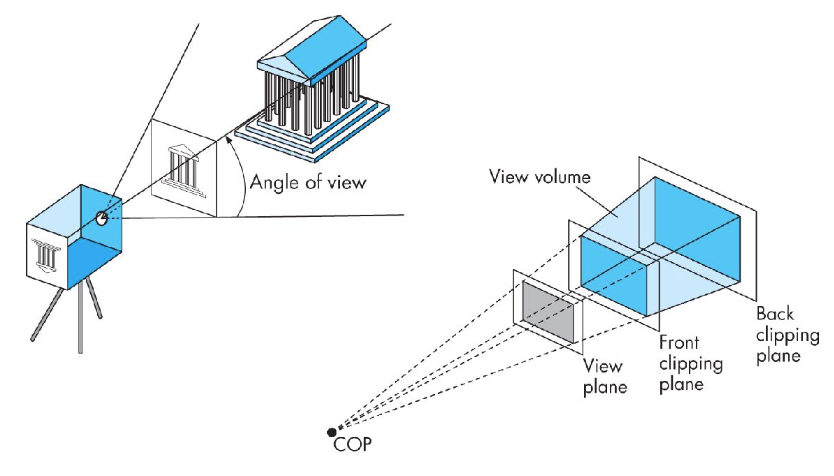 Angle of view
View volume
Back
clipping
plane
Front
clipping
plane
View
plane
COP